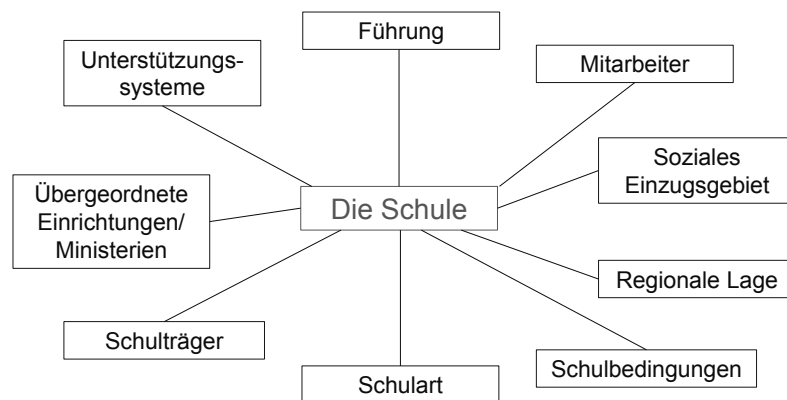 Führung
Unterstützungs-
systeme
Mitarbeiter
Soziales
Einzugsgebiet
Übergeordnete
Einrichtungen/
Ministerien
Die Schule
Regionale Lage
Schulträger
Schulbedingungen
Schulart